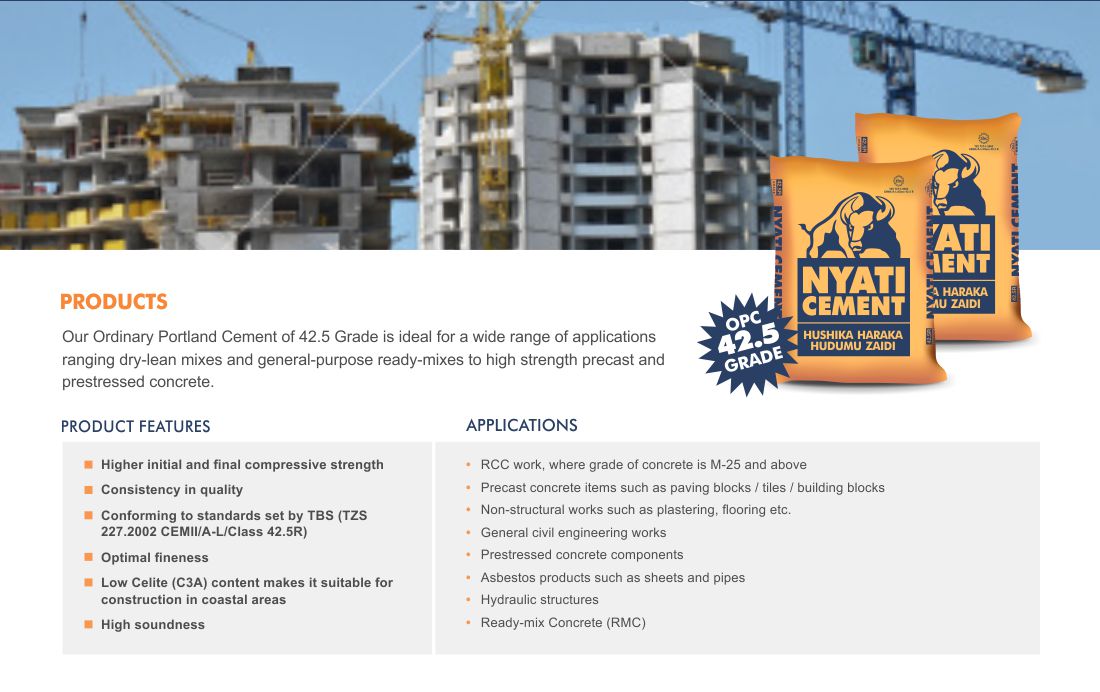 PRODUCTS
Our Ordinary Portland Cement of 42.5 Grade is ideal for a wide range of applications
ranging dry-lean mixes and general-purpose ready-mixes to high strength precast and
prestressed concrete.
OPC
42.5
GRADE
NYATI
CEMENT
HUSHIKA HARAKA
HUDUMU ZAIDI
NYATI CEMENT
NYATI CEMENT
YATI
MENT
A HARAKA
MU ZAIDI
NYATI CEMENT
PRODUCT FEATURES
Higher initial and final compressive strength
Consistency in quality
Conforming to standards set by TBS (TZS
227.2002 CEMII/A-L/Class 42.5R)
Optimal fineness
Low Celite (C3A) content makes it suitable for
construction in coastal areas
High soundness
APPLICATIONS
• RCC work, where grade of concrete is M-25 and above
• Precast concrete items such as paving blocks / tiles / building blocks
• Non-structural works such as plastering, flooring etc.
• General civil engineering works
• Prestressed concrete components
• Asbestos products such as sheets and pipes
• Hydraulic structures
• Ready-mix Concrete (RMC)